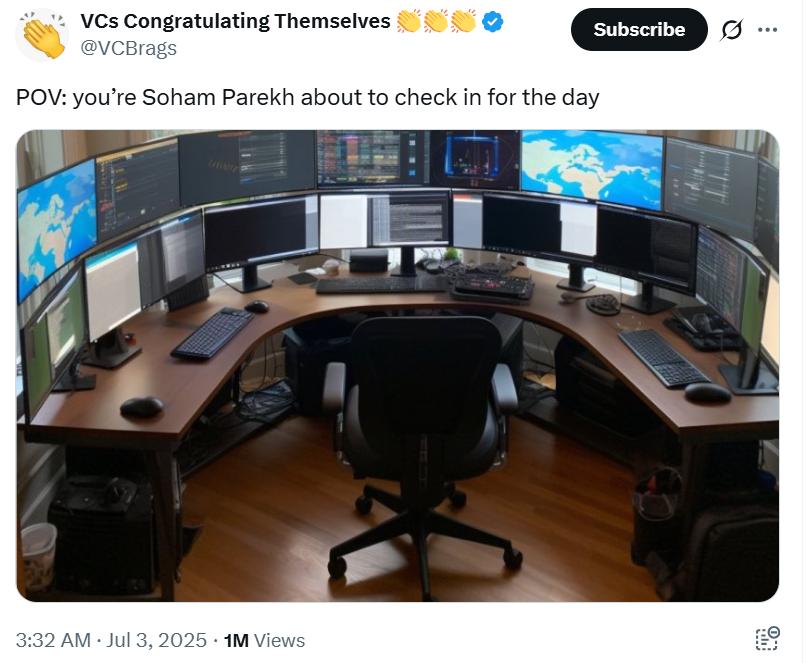 VCs Congratulating Themselves 👏👏👏
@VCBrags
Subscribe
POV: you’re Soham Parekh about to check in for the day
3:32 AM · Jul 3, 2025 · 1M Views